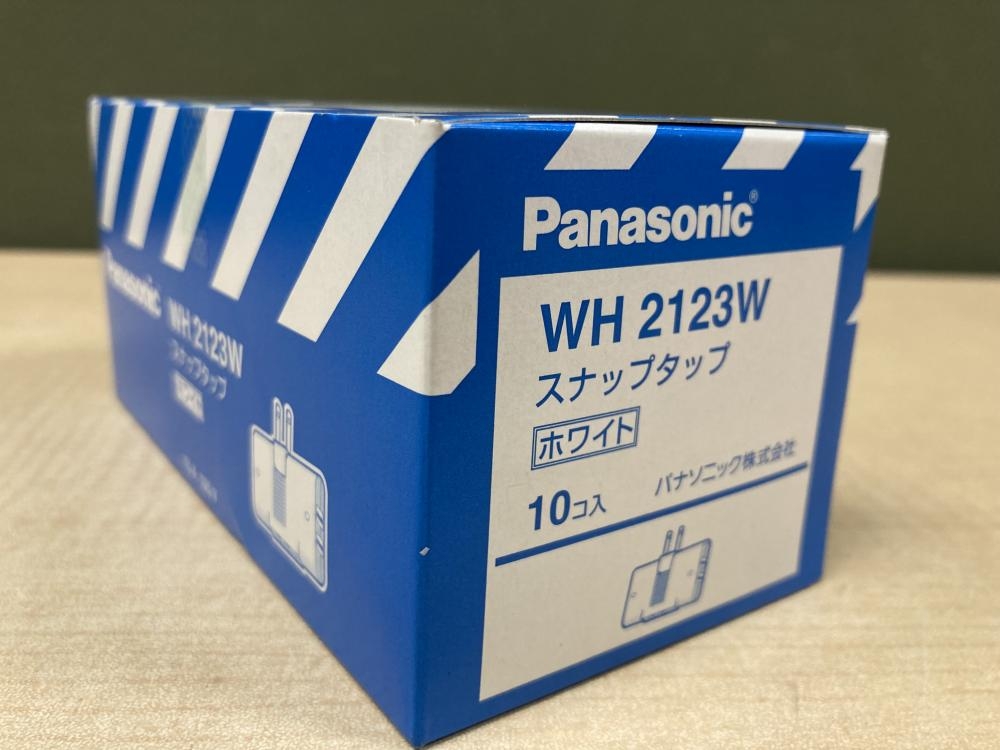 Panasonic
WH 2123W
スナップタップ
Panasonic®
WH 2123W
スナップタップ
ホワイト
10コ入
パナソニック株式会社